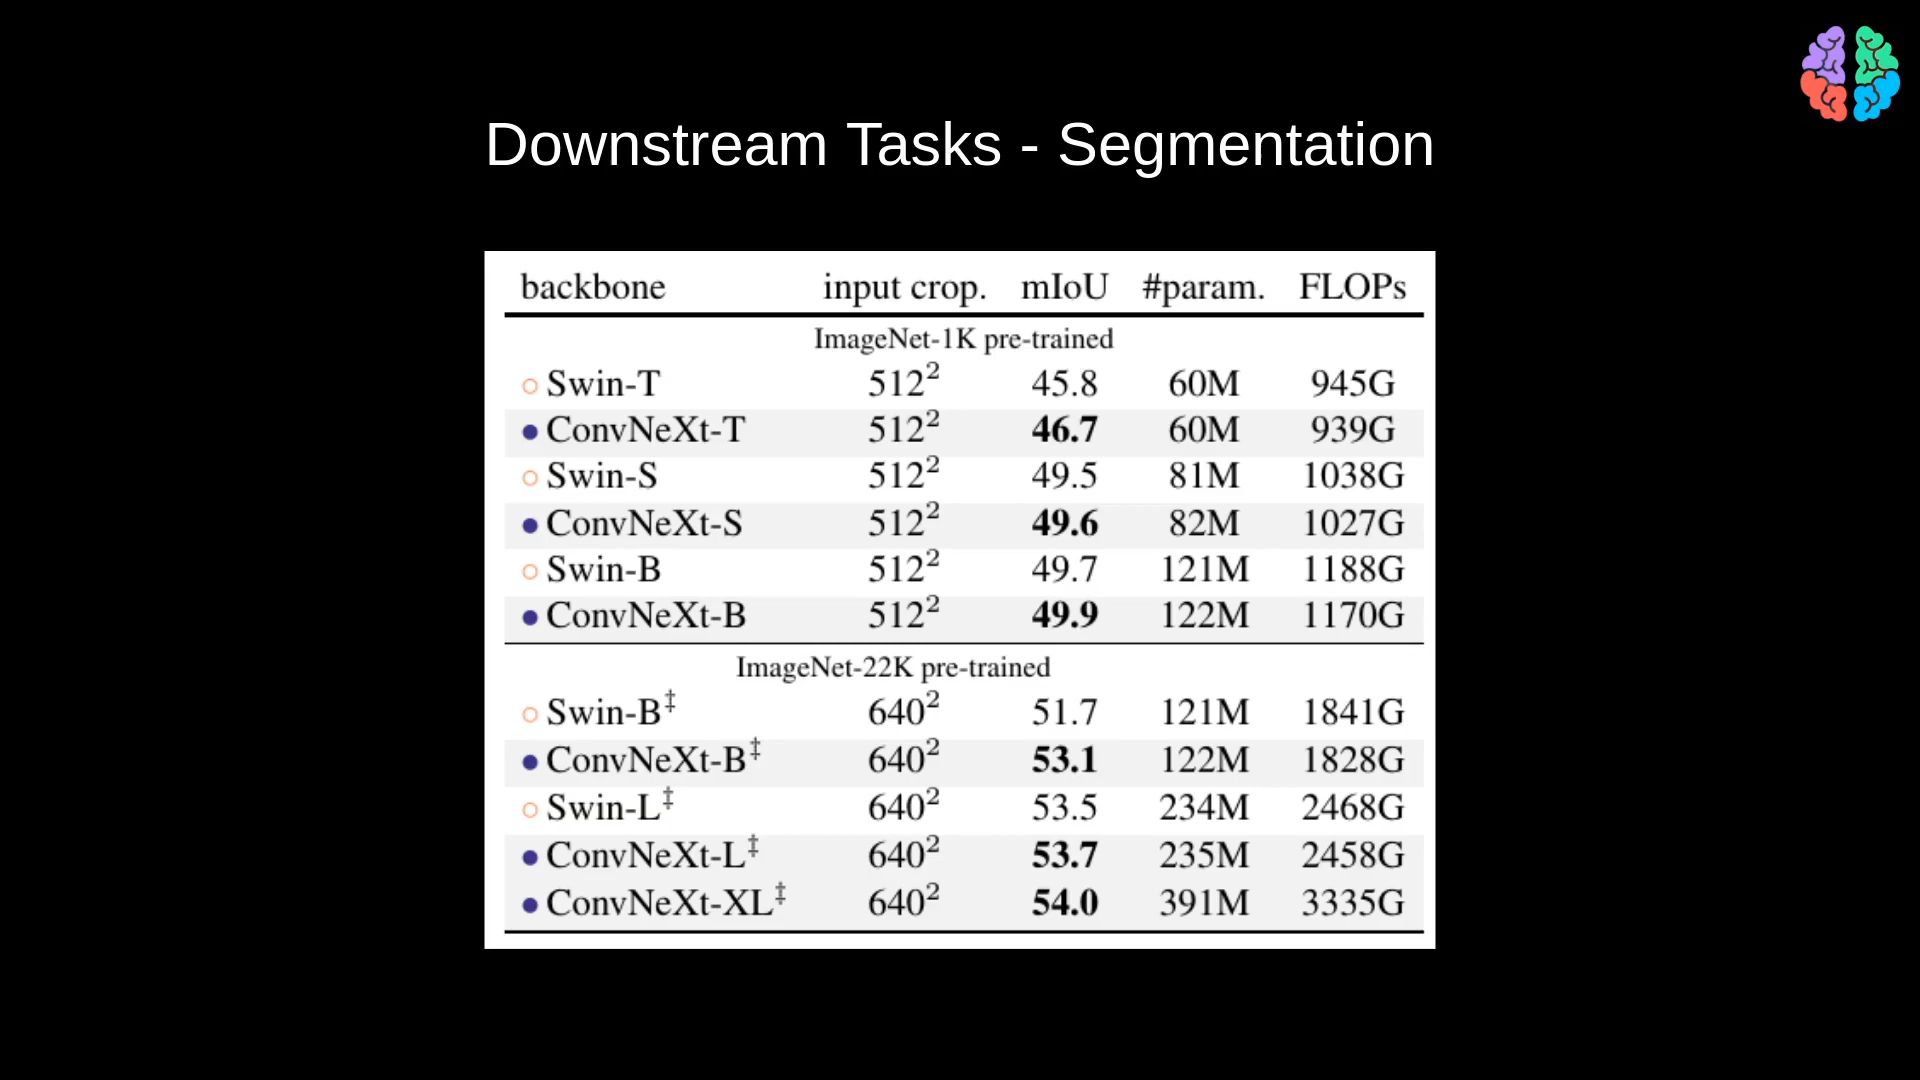 Downstream Tasks - Segmentation
backbone input crop. mIoU #param. FLOPs
ImageNet-1K pre-trained
○ Swin-T 512² 45.8 60M 945G
● ConvNeXt-T 512² 46.7 60M 939G
○ Swin-S 512² 49.5 81M 1038G
● ConvNeXt-S 512² 49.6 82M 1027G
○ Swin-B 512² 49.7 121M 1188G
● ConvNeXt-B 512² 49.9 122M 1170G
ImageNet-22K pre-trained
○ Swin-B‡ 640² 51.7 121M 1841G
● ConvNeXt-B‡ 640² 53.1 122M 1828G
○ Swin-L‡ 640² 53.5 234M 2468G
● ConvNeXt-L‡ 640² 53.7 235M 2458G
● ConvNeXt-XL‡ 640² 54.0 391M 3335G